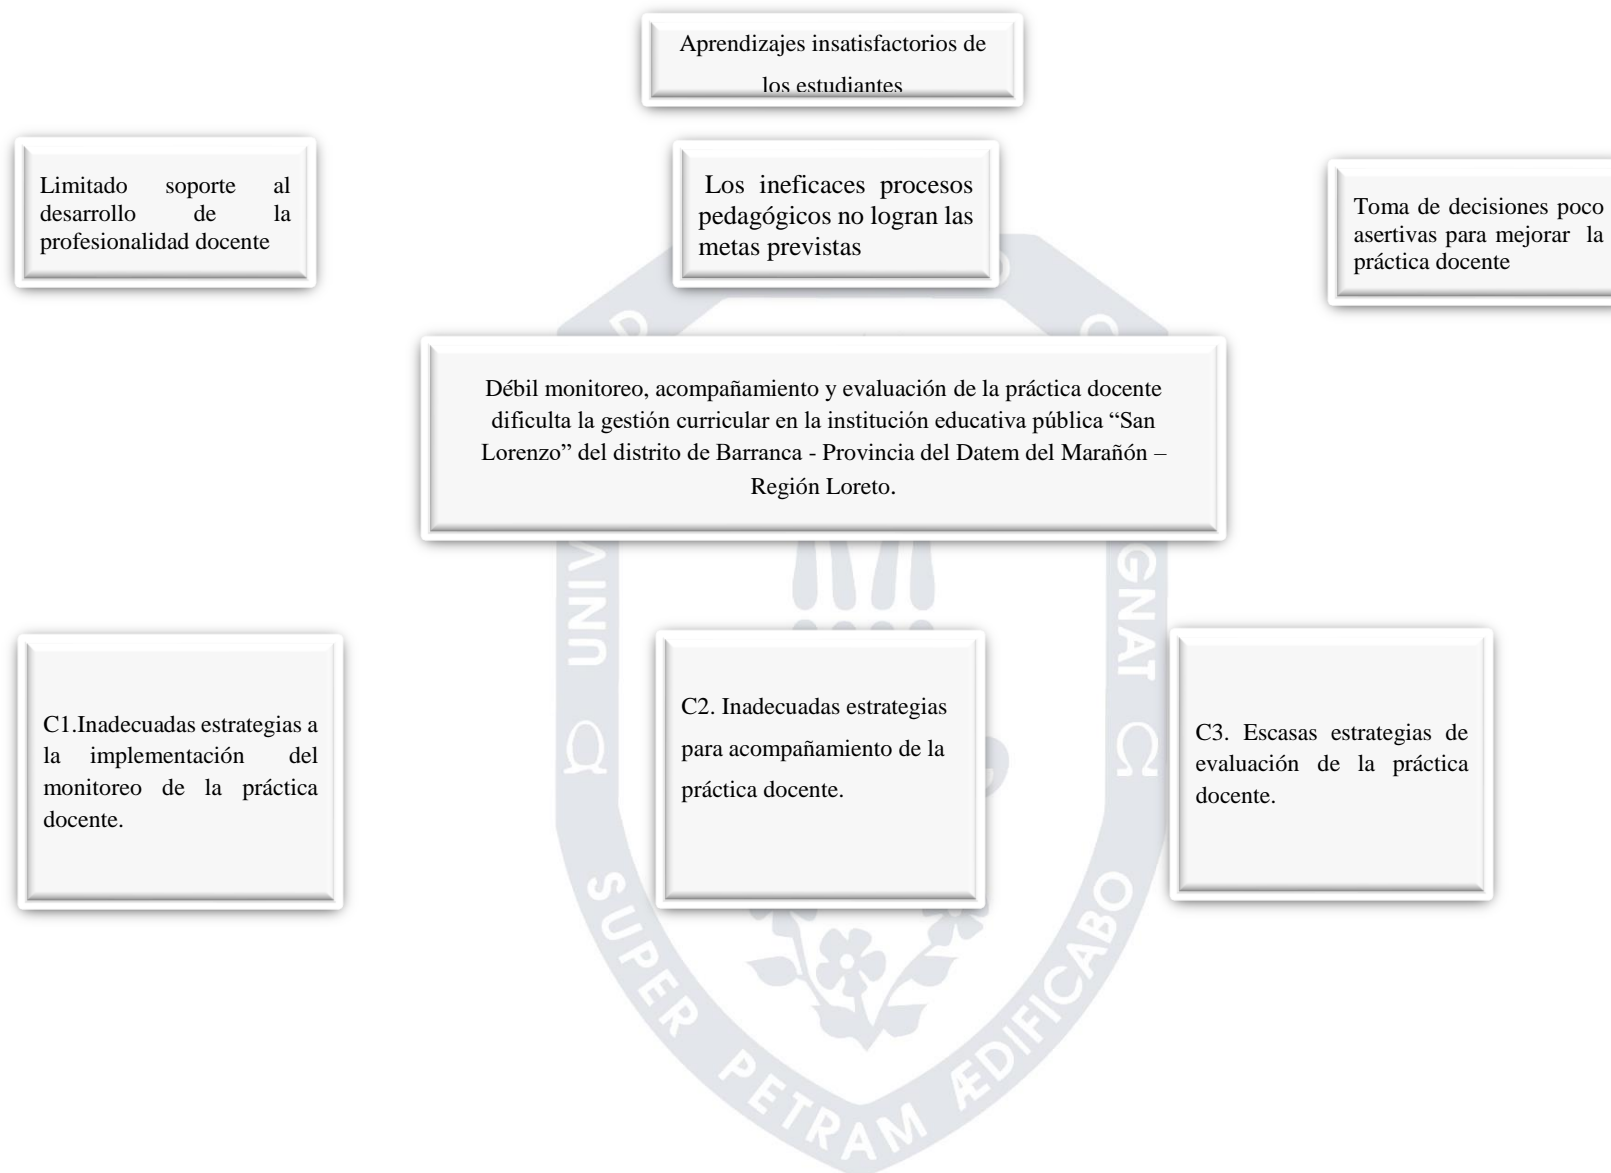 Aprendizajes insatisfactorios de
los estudiantes
Limitado soporte al
desarrollo de la
profesionalidad docente
Los ineficaces procesos
pedagógicos no logran las
metas previstas
Toma de decisiones poco
asertivas para mejorar la
práctica docente
Débil monitoreo, acompañamiento y evaluación de la práctica docente
dificulta la gestión curricular en la institución educativa pública “San
Lorenzo” del distrito de Barranca - Provincia del Datem del Marañón –
Región Loreto.
C1.Inadecuadas estrategias a
la implementación del
monitoreo de la práctica
docente.
C2. Inadecuadas estrategias
para acompañamiento de la
práctica docente.
C3. Escasas estrategias de
evaluación de la práctica
docente.
SUPER PETRAM ÆDIFICABO